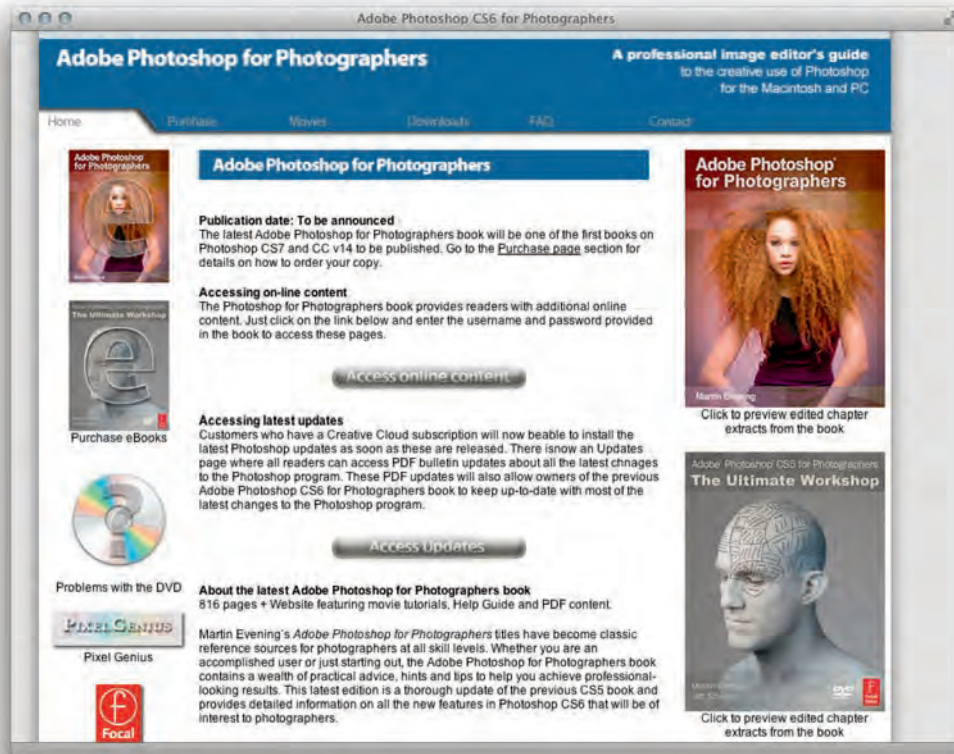 Adobe Photoshop CS6 for Photographers
Adobe Photoshop for Photographers
A professional image editor's guide
to the creative use of Photoshop
for the Macintosh and PC
Home
Purchase
Movies
Downloads
FAQ
Contact
Adobe Photoshop
for Photographers
e
The Ultimate Workshop
e
Purchase eBooks
?
Problems with the DVD
PIXEL GENIUS
Pixel Genius
f
Focal
Adobe Photoshop for Photographers
Publication date: To be announced
The latest Adobe Photoshop for Photographers book will be one of the first books on
Photoshop CS7 and CC v14 to be published. Go to the Purchase page section for
details on how to order your copy.
Accessing on-line content
The Photoshop for Photographers book provides readers with additional online
content. Just click on the link below and enter the username and password provided
in the book to access these pages.
Access online content
Accessing latest updates
Customers who have a Creative Cloud subscription will now beable to install the
latest Photoshop updates as soon as these are released. There isnow an Updates
page where all readers can access PDF bulletin updates about all the latest chnages
to the Photoshop program. These PDF updates will also allow owners of the previous
Adobe Photoshop CS6 for Photographers book to keep up-to-date with most of the
latest changes to the Photoshop program.
Access Updates
About the latest Adobe Photoshop for Photographers book
816 pages + Website featuring movie tutorials, Help Guide and PDF content.
Martin Evening's Adobe Photoshop for Photographers titles have become classic
reference sources for photographers at all skill levels. Whether you are an
accomplished user or just starting out, the Adobe Photoshop for Photographers book
contains a wealth of practical advice, hints and tips to help you achieve professional-
looking results. This latest edition is a thorough update of the previous CS5 book and
provides detailed information on all the new features in Photoshop CS6 that will be of
interest to photographers.
Adobe Photoshop
for Photographers
Martin Evening
Click to preview edited chapter
extracts from the book
Adobe Photoshop CS5 for Photographers
The Ultimate Workshop
Martin Evening
DVD
Click to preview edited chapter
extracts from the book